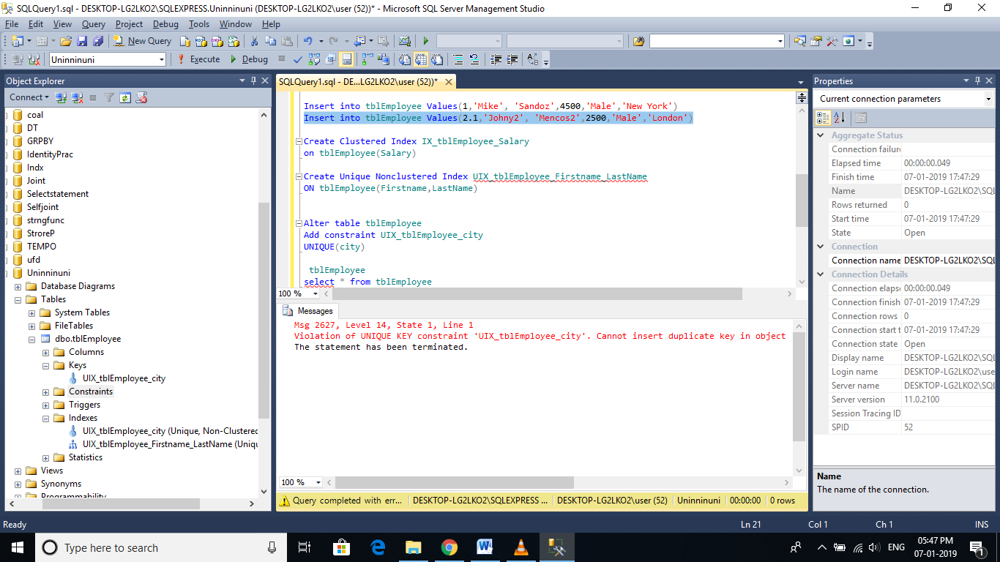 SQLQuery1.sql - DESKTOP-LG2LKO2\SQLEXPRESS.Uninninuni (DESKTOP-LG2LKO2\user (52))* - Microsoft SQL Server Management Studio
File Edit View Query Project Debug Tools Window Help
New Query
Uninninuni Execute Debug
Object Explorer
Connect
coal
DT
GRPBY
IdentityPrac
Indx
Joint
Selectstatement
Selfjoint
strngfunc
StroreP
TEMPO
ufd
Uninninuni
Database Diagrams
Tables
System Tables
FileTables
dbo.tblEmployee
Columns
Keys
UIX_tblEmployee_city
Constraints
Triggers
Indexes
UIX_tblEmployee_city (Unique, Non-Clustered
UIX_tblEmployee_Firstname_LastName (Uniqu
Statistics
Views
Synonyms
Programmability
SQLQuery1.sql - DE...LG2LKO2\user (52))*
Insert into tblEmployee Values(1,'Mike', 'Sandoz',4500,'Male','New York')
Insert into tblEmployee Values(2.1,'Johny2', 'Mencos2',2500,'Male','London')
Create Clustered Index IX_tblEmployee_Salary
on tblEmployee(Salary)
Create Unique Nonclustered Index UIX_tblEmployee_Firstname_LastName
ON tblEmployee(Firstname,LastName)
Alter table tblEmployee
Add constraint UIX_tblEmployee_city
UNIQUE(city)
tblEmployee
select * from tblEmployee
100 %
Messages
Msg 2627, Level 14, State 1, Line 1
Violation of UNIQUE KEY constraint 'UIX_tblEmployee_city'. Cannot insert duplicate key in object
The statement has been terminated.
100 %
Query completed with err... DESKTOP-LG2LKO2\SQLEXPRESS ... DESKTOP-LG2LKO2\user (52) Uninninuni 00:00:00 0 rows
Properties
Current connection parameters
Aggregate Status
Connection failur
Elapsed time 00:00:00.049
Finish time 07-01-2019 17:47:29
Name DESKTOP-LG2LKO2\SQL
Rows returned 0
Start time 07-01-2019 17:47:29
State Open
Connection
Connection name DESKTOP-LG2LKO2\SQL
Connection Details
Connection elaps 00:00:00.049
Connection finish 07-01-2019 17:47:29
Connection rows 0
Connection start t 07-01-2019 17:47:29
Connection state Open
Display name DESKTOP-LG2LKO2\SQL
Login name DESKTOP-LG2LKO2\use
Server name DESKTOP-LG2LKO2\SQL
Server version 11.0.2100
Session Tracing ID
SPID 52
Name
The name of the connection.
Ready Ln 21 Col 1 Ch 1 INS
Type here to search
ENG
05:47 PM
07-01-2019
1